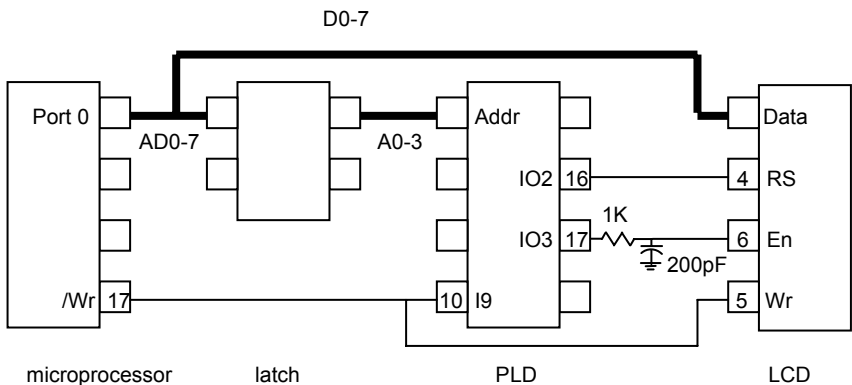 D0-7
Port 0
Addr
Data
AD0-7
A0-3
IO2 16
4 RS
1K
IO3 17
6 En
200pF
/Wr 17
10 I9
5 Wr
microprocessor latch PLD LCD